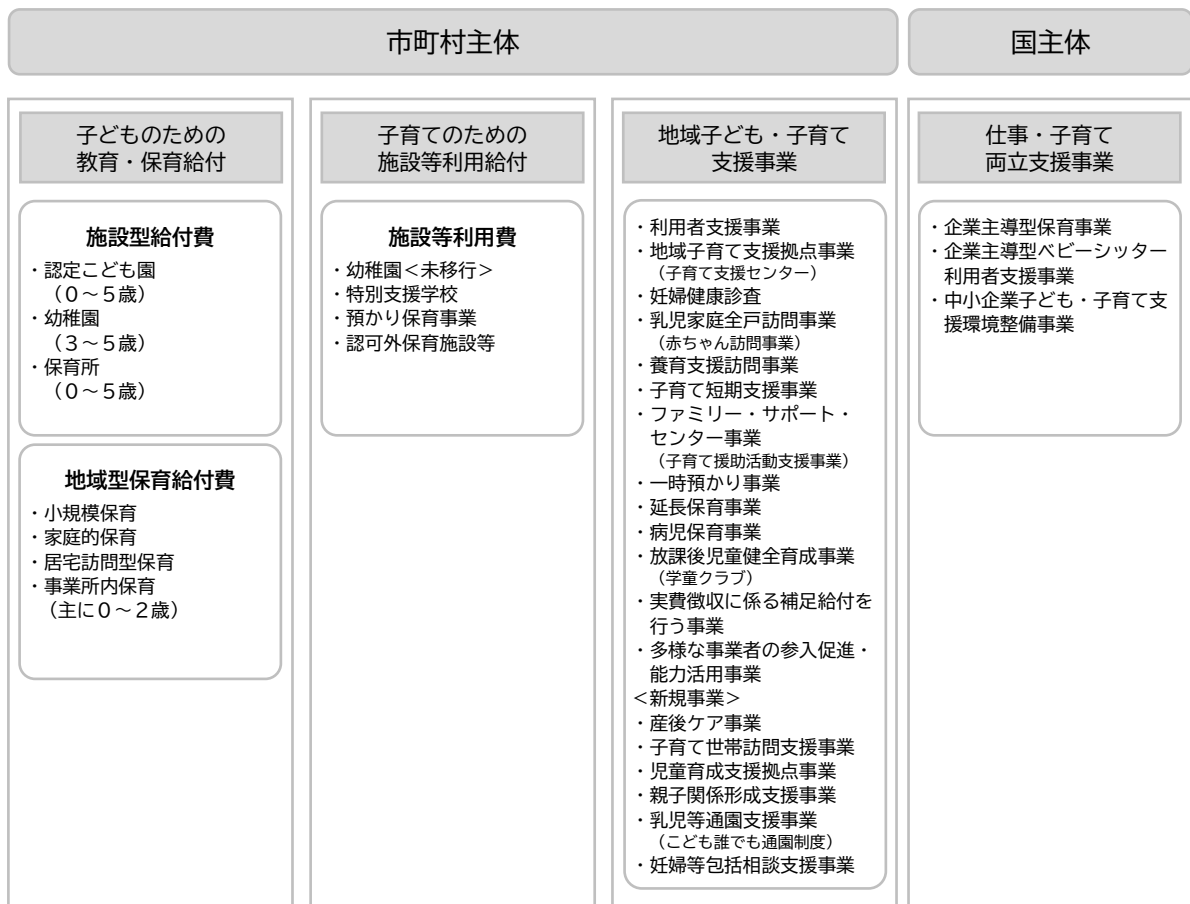 市町村主体
国主体
子どものための
教育・保育給付
施設型給付費
・認定こども園
（０～５歳）
・幼稚園
（３～５歳）
・保育所
（０～５歳）
地域型保育給付費
・小規模保育
・家庭的保育
・居宅訪問型保育
・事業所内保育
（主に０～２歳）
子育てのための
施設等利用給付
施設等利用費
・幼稚園＜未移行＞
・特別支援学校
・預かり保育事業
・認可外保育施設等
地域子ども・子育て
支援事業
・利用者支援事業
・地域子育て支援拠点事業
（子育て支援センター）
・妊婦健康診査
・乳児家庭全戸訪問事業
（赤ちゃん訪問事業）
・養育支援訪問事業
・子育て短期支援事業
・ファミリー・サポート・
センター事業
（子育て援助活動支援事業）
・一時預かり事業
・延長保育事業
・病児保育事業
・放課後児童健全育成事業
（学童クラブ）
・実費徴収に係る補足給付を
行う事業
・多様な事業者の参入促進・
能力活用事業
＜新規事業＞
・産後ケア事業
・子育て世帯訪問支援事業
・児童育成支援拠点事業
・親子関係形成支援事業
・乳児等通園支援事業
（こども誰でも通園制度）
・妊婦等包括相談支援事業
仕事・子育て
両立支援事業
・企業主導型保育事業
・企業主導型ベビーシッター
利用者支援事業
・中小企業子ども・子育て支
援環境整備事業